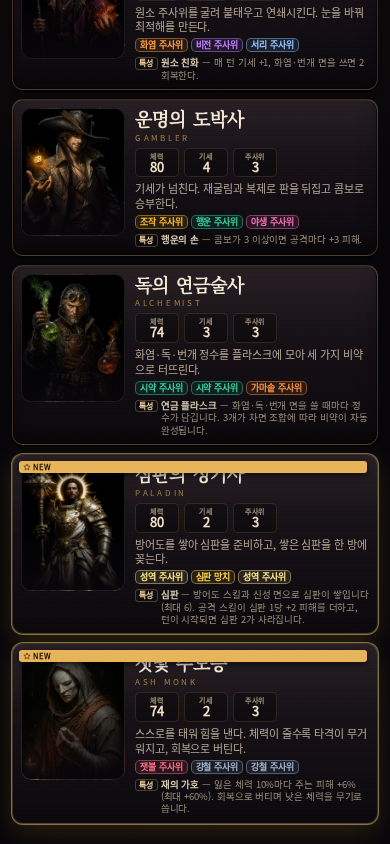 원소 주사위를 굴려 불태우고 연쇄시킨다. 눈을 바꿔
최적해를 만든다.
화염 주사위 비전 주사위 서리 주사위
특성 원소 친화 — 매 턴 기세 +1, 화염·번개 면을 쓰면 2
회복한다.
운명의 도박사
GAMBLER
체력 기세 주사위
80 4 3
기세가 넘친다. 재굴림과 복제로 판을 뒤집고 콤보로
승부한다.
조작 주사위 행운 주사위 야생 주사위
특성 행운의 손 — 콤보가 3 이상이면 공격마다 +3 피해.
독의 연금술사
ALCHEMIST
체력 기세 주사위
74 3 3
화염·독·번개 정수를 플라스크에 모아 세 가지 비약
으로 터뜨린다.
시약 주사위 시약 주사위 가마솥 주사위
특성 연금 플라스크 — 화염·독·번개 면을 쓸 때마다 정
수가 담깁니다. 3개가 차면 조합에 따라 비약이 자동
완성됩니다.
☆ NEW
심판의 성기사
PALADIN
체력 기세 주사위
80 2 3
방어도를 쌓아 심판을 준비하고, 쌓은 심판을 한 방에
꽂는다.
성역 주사위 심판 망치 성역 주사위
특성 심판 — 방어도 스킬과 신성 면으로 심판이 쌓입니다
(최대 6). 공격 스킬이 심판 1당 +2 피해를 더하고,
턴이 시작되면 심판 2가 사라집니다.
☆ NEW
잿빛 수도승
ASH MONK
체력 기세 주사위
74 2 3
스스로를 태워 힘을 낸다. 체력이 줄수록 타격이 무거
워지고, 회복으로 버틴다.
잿불 주사위 강철 주사위 강철 주사위
특성 재의 가호 — 잃은 체력 10%마다 주는 피해 +6%
(최대 +60%). 회복으로 버티며 낮은 체력을 무기로
씁니다.